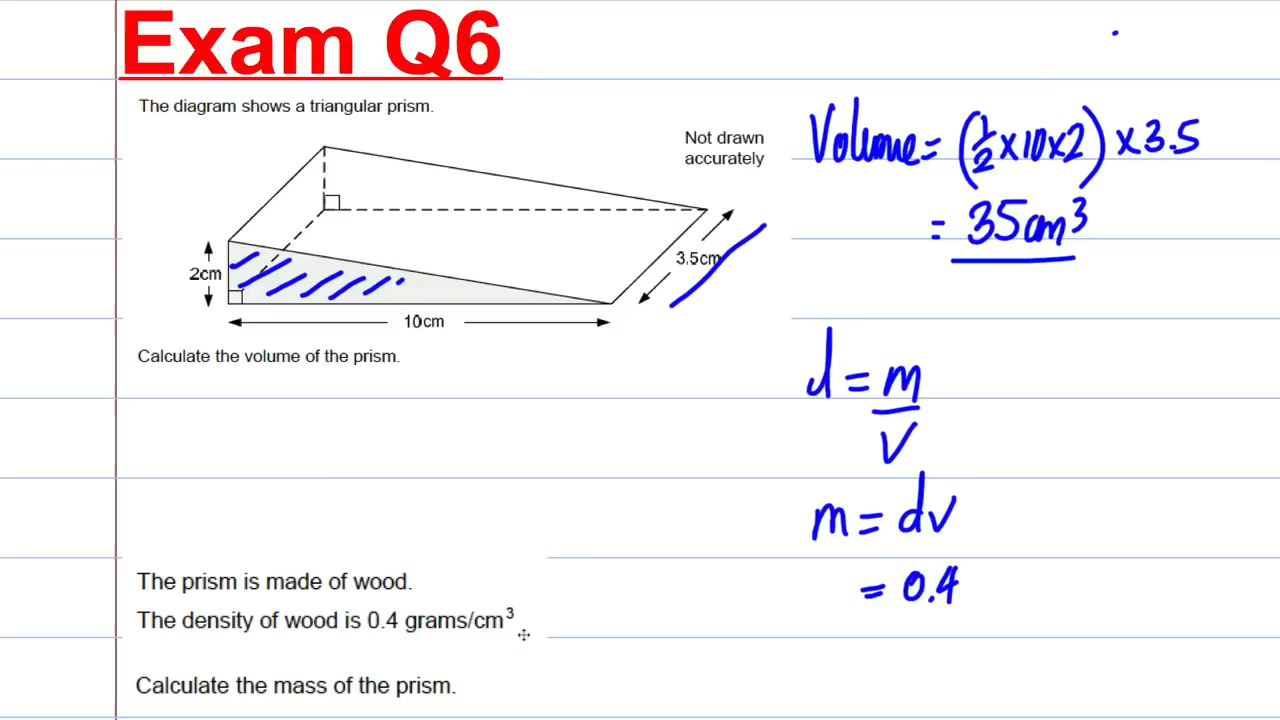 Exam Q6
The diagram shows a triangular prism.
Not drawn
accurately
2cm
3.5cm
10cm
Calculate the volume of the prism.
The prism is made of wood.
The density of wood is 0.4 grams/cm³
Calculate the mass of the prism.
Volume = (1/2 × 10 × 2) × 3.5
= 35cm³
d = m
V
m = dv
= 0.4